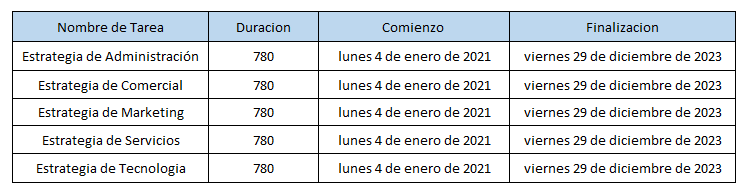 Nombre de Tarea Duracion Comienzo Finalizacion
Estrategia de Administración 780 lunes 4 de enero de 2021 viernes 29 de diciembre de 2023
Estrategia de Comercial 780 lunes 4 de enero de 2021 viernes 29 de diciembre de 2023
Estrategia de Marketing 780 lunes 4 de enero de 2021 viernes 29 de diciembre de 2023
Estrategia de Servicios 780 lunes 4 de enero de 2021 viernes 29 de diciembre de 2023
Estrategia de Tecnologia 780 lunes 4 de enero de 2021 viernes 29 de diciembre de 2023